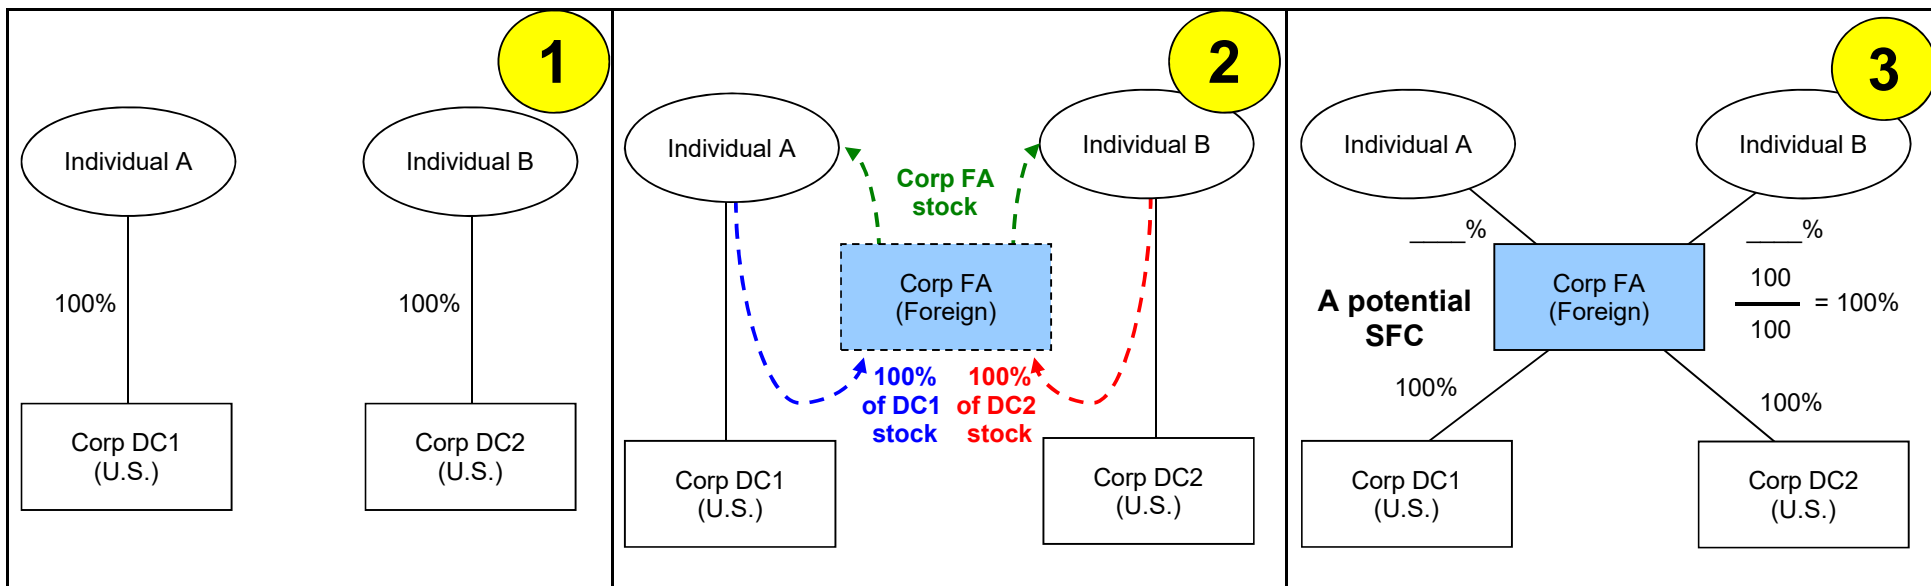 1
Individual A
Individual B
100%
100%
Corp DC1
(U.S.)
Corp DC2
(U.S.)
2
Individual A
Individual B
Corp FA
stock
Corp FA
(Foreign)
100%
of DC1
stock
100%
of DC2
stock
Corp DC1
(U.S.)
Corp DC2
(U.S.)
3
Individual A
Individual B
____%
____%
Corp FA
(Foreign)
A potential
SFC
100
100
= 100%
100%
100%
Corp DC1
(U.S.)
Corp DC2
(U.S.)